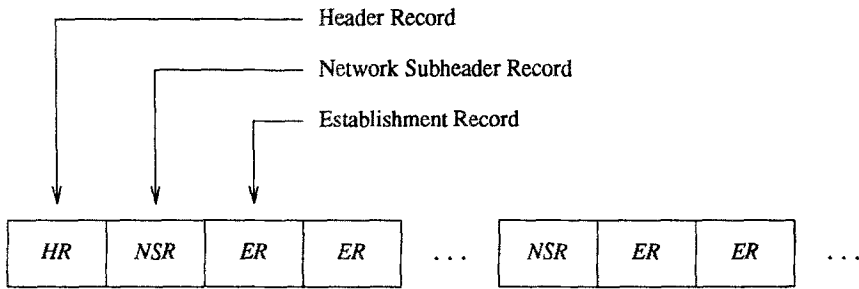 Header Record
Network Subheader Record
Establishment Record
HR NSR ER ER ... NSR ER ER ...